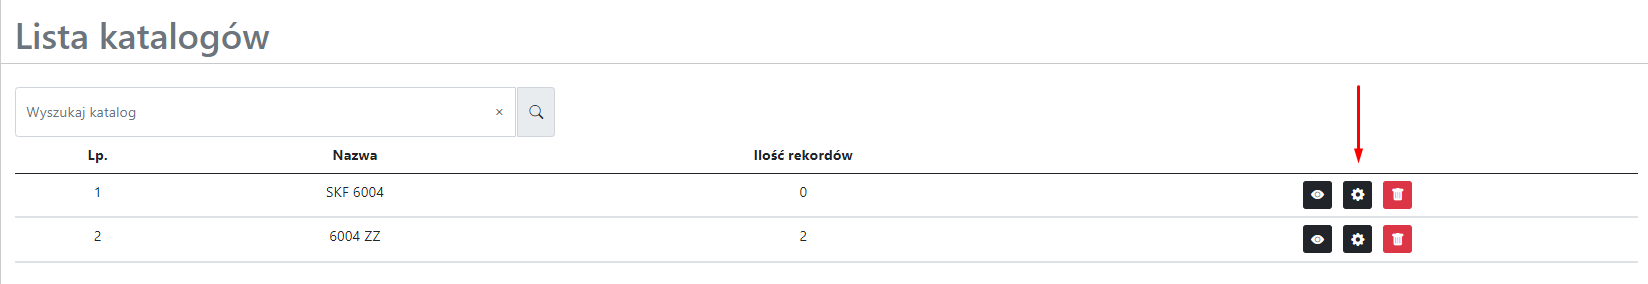 Lista katalogów
Wyszukaj katalog ×
Lp. Nazwa Ilość rekordów
1 SKF 6004 0
2 6004 ZZ 2